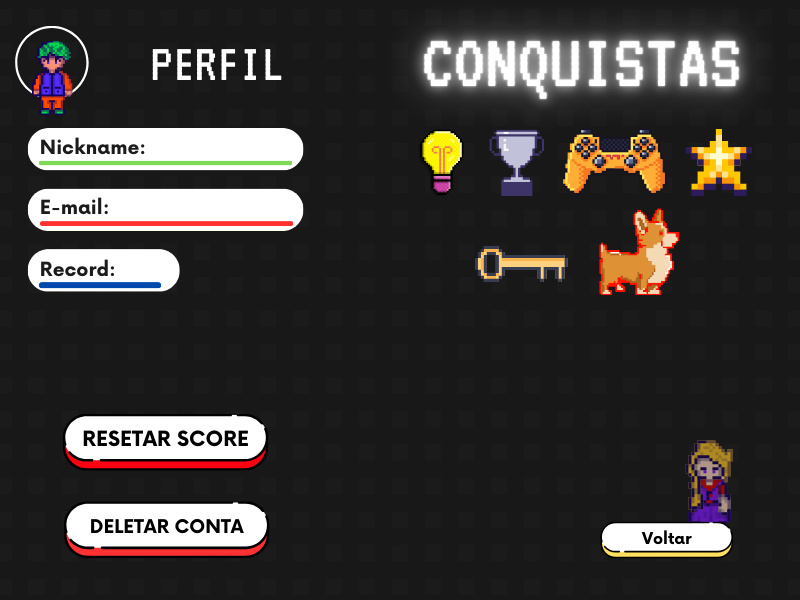 PERFIL
CONQUISTAS
Nickname:
E-mail:
Record:
RESETAR SCORE
DELETAR CONTA
Voltar